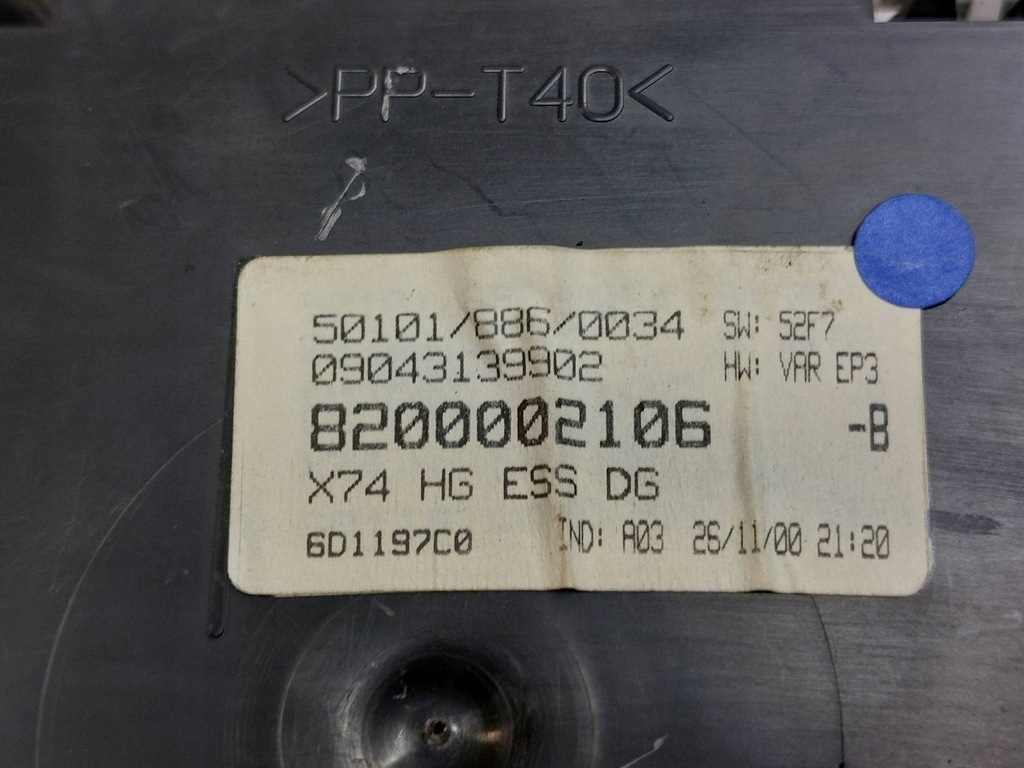 >PP-T40<
50101/886/0034 SW: 52F7
09043139902 HW: VAR EP3
8200002106 -B
X74 HG ESS DG
6D1197C0 IND: A03 26/11/00 21:20